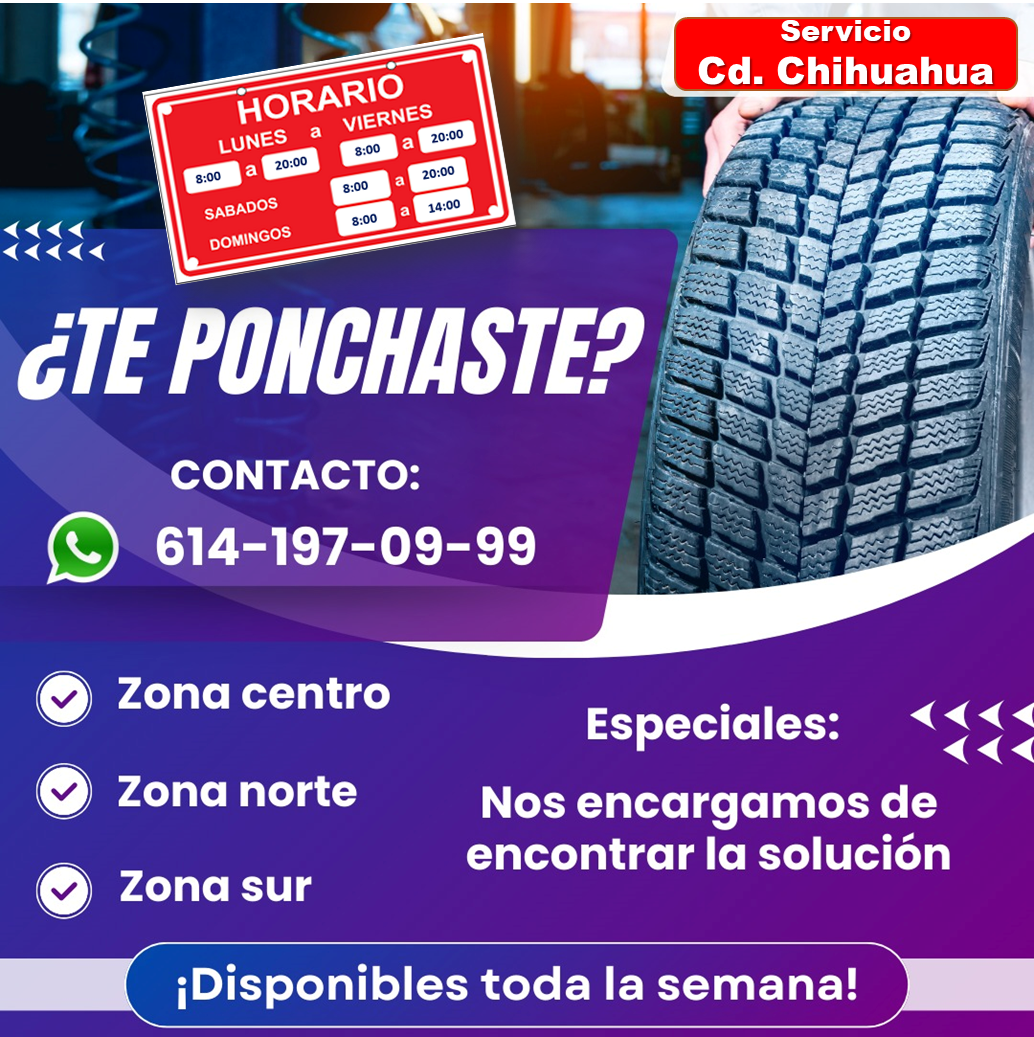 Servicio
Cd. Chihuahua
HORARIO
LUNES a VIERNES
8:00 a 20:00 8:00 a 20:00
SABADOS 8:00 a 20:00
DOMINGOS 8:00 a 14:00
¿TE PONCHASTE?
CONTACTO:
614-197-09-99
Zona centro
Zona norte
Zona sur
Especiales:
Nos encargamos de
encontrar la solución
¡Disponibles toda la semana!